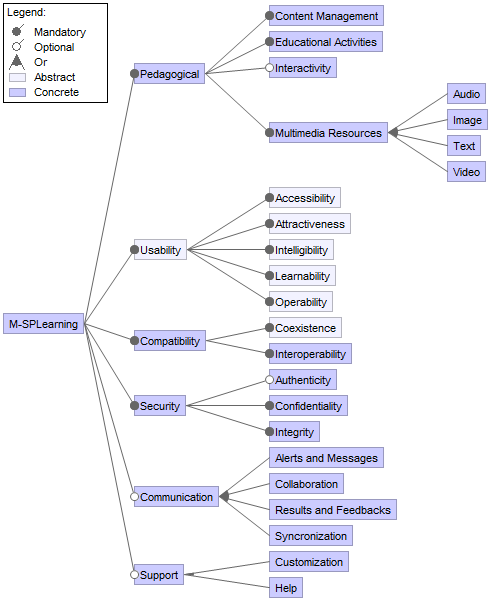 Legend:
Mandatory
Optional
Or
Abstract
Concrete
M-SPLearning
Pedagogical
Content Management
Educational Activities
Interactivity
Multimedia Resources
Audio
Image
Text
Video
Usability
Accessibility
Attractiveness
Intelligibility
Learnability
Operability
Compatibility
Coexistence
Interoperability
Security
Authenticity
Confidentiality
Integrity
Communication
Alerts and Messages
Collaboration
Results and Feedbacks
Syncronization
Support
Customization
Help